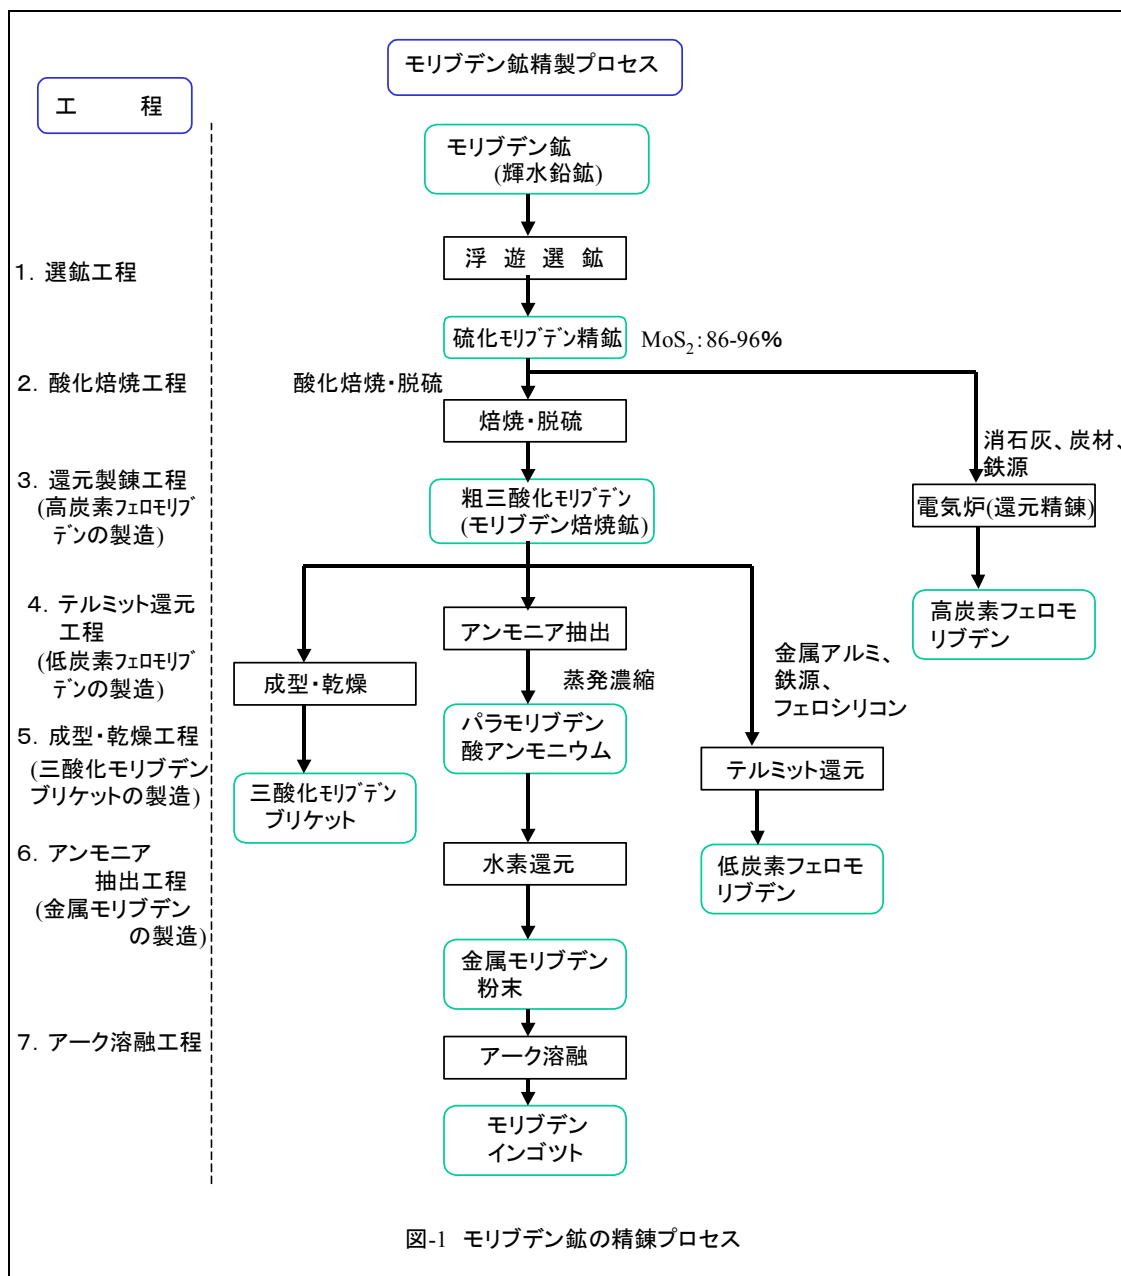 モリブデン鉱精製プロセス
工　　程
モリブデン鉱
(輝水鉛鉱)
浮 遊 選 鉱
1. 選鉱工程
硫化モリブデン精鉱
MoS₂:86-96%
2. 酸化焙焼工程
酸化焙焼・脱硫
焙焼・脱硫
消石灰、炭材、
鉄源
3. 還元製錬工程
(高炭素フェロモリブ
デンの製造)
粗三酸化モリブデン
(モリブデン焙焼鉱)
電気炉(還元精錬)
4. テルミット還元
工程
(低炭素フェロモリブ
デンの製造)
アンモニア抽出
高炭素フェロモ
リブデン
成型・乾燥
蒸発濃縮
金属アルミ、
鉄源、
フェロシリコン
5. 成型・乾燥工程
(三酸化モリブデン
ブリケットの製造)
パラモリブデン
酸アンモニウム
三酸化モリブデン
ブリケット
テルミット還元
6. アンモニア
抽出工程
(金属モリブデン
の製造)
水素還元
低炭素フェロモ
リブデン
金属モリブデン
粉末
7. アーク溶融工程
アーク溶融
モリブデン
インゴツト
図-1 モリブデン鉱の精錬プロセス